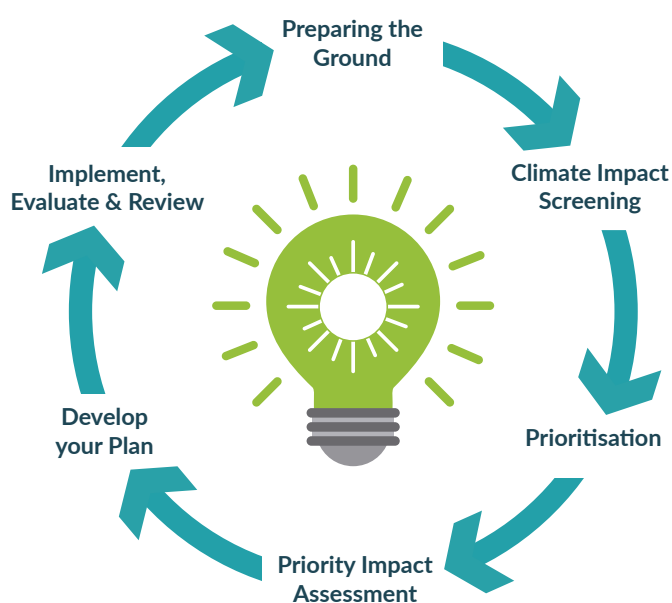 Preparing the
Ground
Climate Impact
Screening
Prioritisation
Priority Impact
Assessment
Develop
your Plan
Implement,
Evaluate & Review